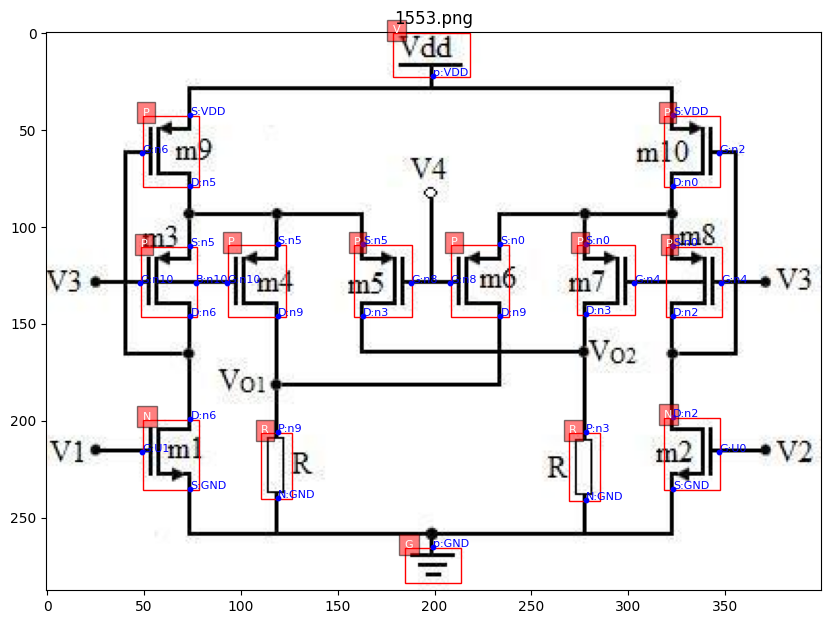 1553.png
0
V
Vdd
p:VDD
P
S:VDD
P
S:VDD
50
G:n6
m9
m10
G:n2
D:n5
V4
D:n0
100
m3
P
S:n5
P
S:n5
P
S:n5
P
S:n0
P
S:n0
P
S:n0
m8
V3
G:n10
B:n10
G:n10
m4
m5
G:n8
G:n8
m6
m7
G:n4
G:n4
V3
150
D:n6
D:n9
D:n3
D:n9
D:n3
D:n2
VO1
VO2
200
N
D:n6
R
P:n9
R
P:n3
N
D:n2
V1
G:U1
m1
R
R
m2
G:U0
V2
S:GND
N:GND
N:GND
S:GND
250
G
p:GND
0
50
100
150
200
250
300
350